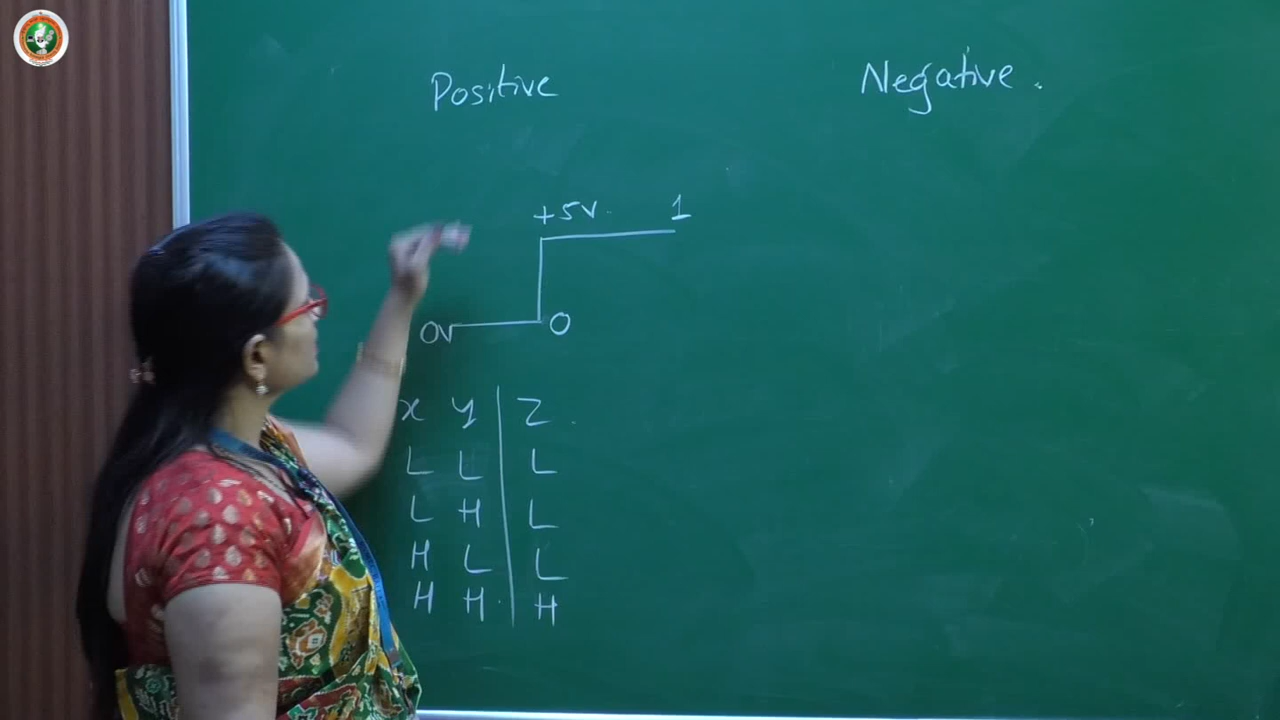 Positive Negative.
+5V. 1
0V 0
x y z
L L L
L H L
H L L
H H H